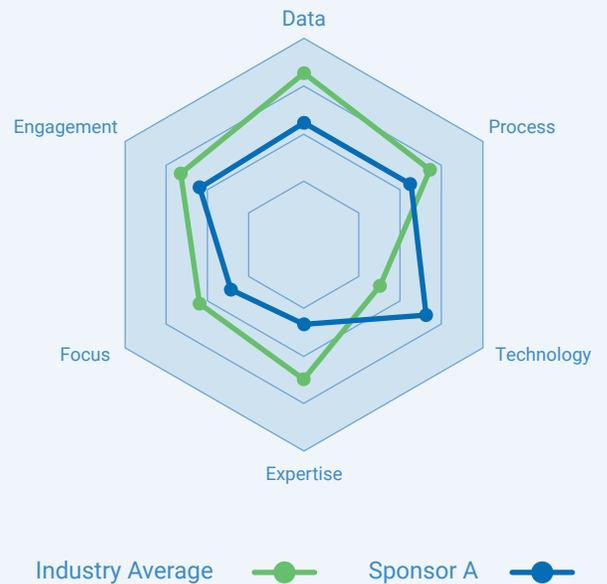 Data
Engagement
Process
Focus
Technology
Expertise
Industry Average
Sponsor A